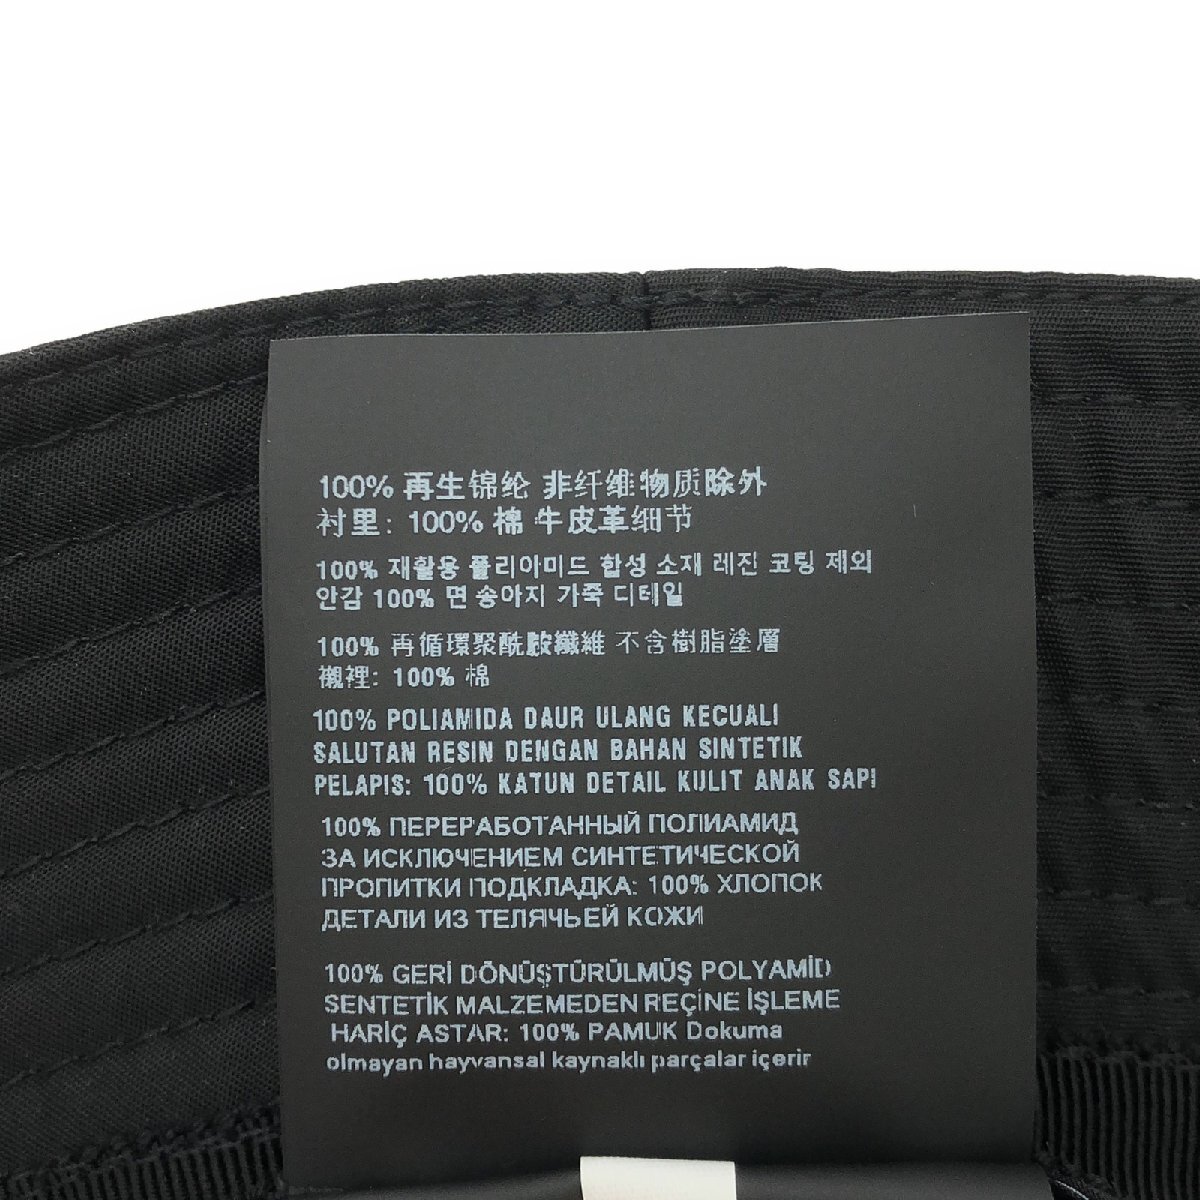 100% 再生锦纶 非纤维物质除外
衬里: 100% 棉 牛皮革细节
100% 재활용 폴리아미드 합성 소재 레진 코팅 제외
안감 100% 면 송아지 가죽 디테일
100% 再循環聚酰胺纖維 不含樹脂塗層
襯裡: 100% 棉
100% POLIAMIDA DAUR ULANG KECUALI
SALUTAN RESIN DENGAN BAHAN SINTETIK
PELAPIS: 100% KATUN DETAIL KULIT ANAK SAPI
100% ПЕРЕРАБОТАННЫЙ ПОЛИАМИД
ЗА ИСКЛЮЧЕНИЕМ СИНТЕТИЧЕСКОЙ
ПРОПИТКИ ПОДКЛАДКА: 100% ХЛОПОК
ДЕТАЛИ ИЗ ТЕЛЯЧЬЕЙ КОЖИ
100% GERİ DÖNÜŞTÜRÜLMÜŞ POLYAMİD
SENTETİK MALZEMEDEN REÇİNE İŞLEME
HARİÇ ASTAR: 100% PAMUK Dokuma
olmayan hayvansal kaynaklı parçalar içerir